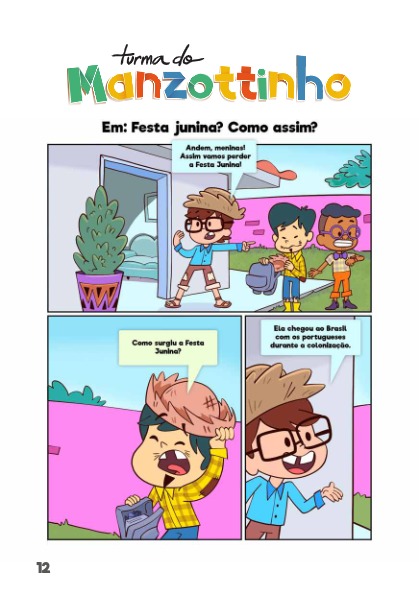 turma do
Manzottinho
Em: Festa junina? Como assim?
Andem, meninas!
Assim vamos perder
a Festa Junina!
Como surgiu a Festa
Junina?
Ela chegou ao Brasil
com os portugueses
durante a colonização.
12